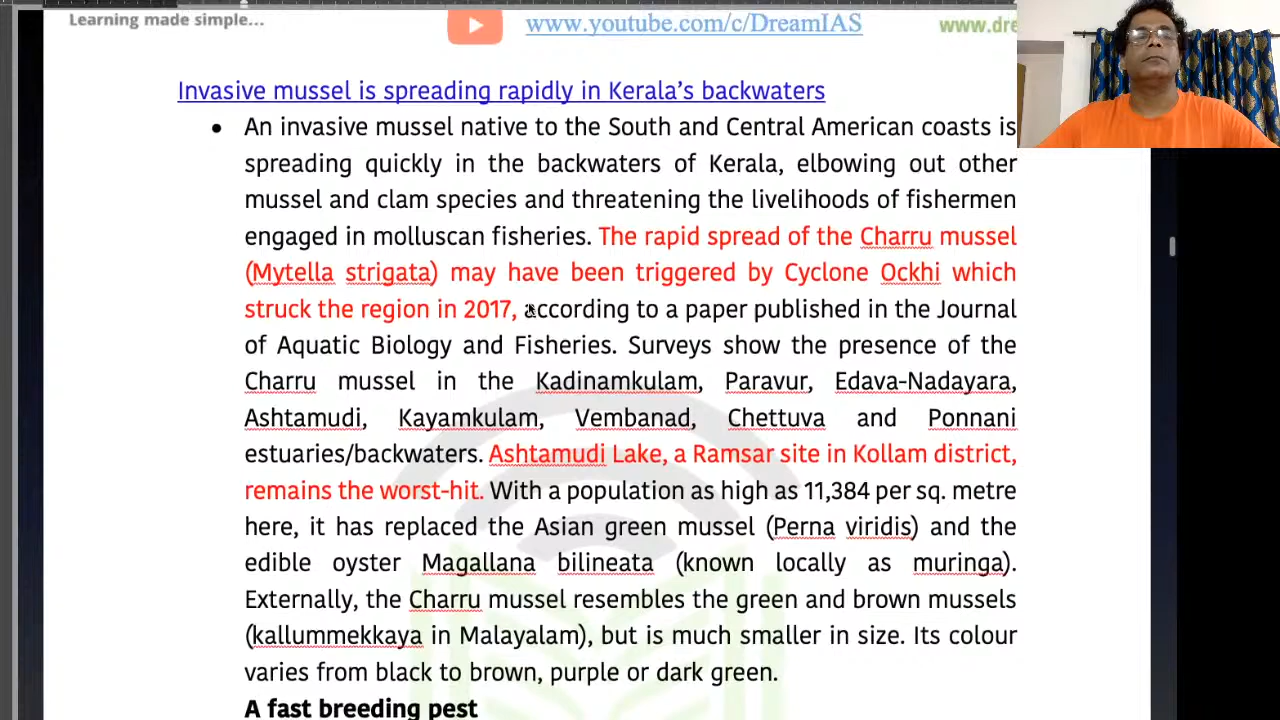 Learning made simple...
www.youtube.com/c/DreamIAS
www.dre
Invasive mussel is spreading rapidly in Kerala's backwaters
• An invasive mussel native to the South and Central American coasts is
spreading quickly in the backwaters of Kerala, elbowing out other
mussel and clam species and threatening the livelihoods of fishermen
engaged in molluscan fisheries. The rapid spread of the Charru mussel
(Mytella strigata) may have been triggered by Cyclone Ockhi which
struck the region in 2017, according to a paper published in the Journal
of Aquatic Biology and Fisheries. Surveys show the presence of the
Charru mussel in the Kadinamkulam, Paravur, Edava-Nadayara,
Ashtamudi, Kayamkulam, Vembanad, Chettuva and Ponnani
estuaries/backwaters. Ashtamudi Lake, a Ramsar site in Kollam district,
remains the worst-hit. With a population as high as 11,384 per sq. metre
here, it has replaced the Asian green mussel (Perna viridis) and the
edible oyster Magallana bilineata (known locally as muringa).
Externally, the Charru mussel resembles the green and brown mussels
(kallummekkaya in Malayalam), but is much smaller in size. Its colour
varies from black to brown, purple or dark green.
A fast breeding pest